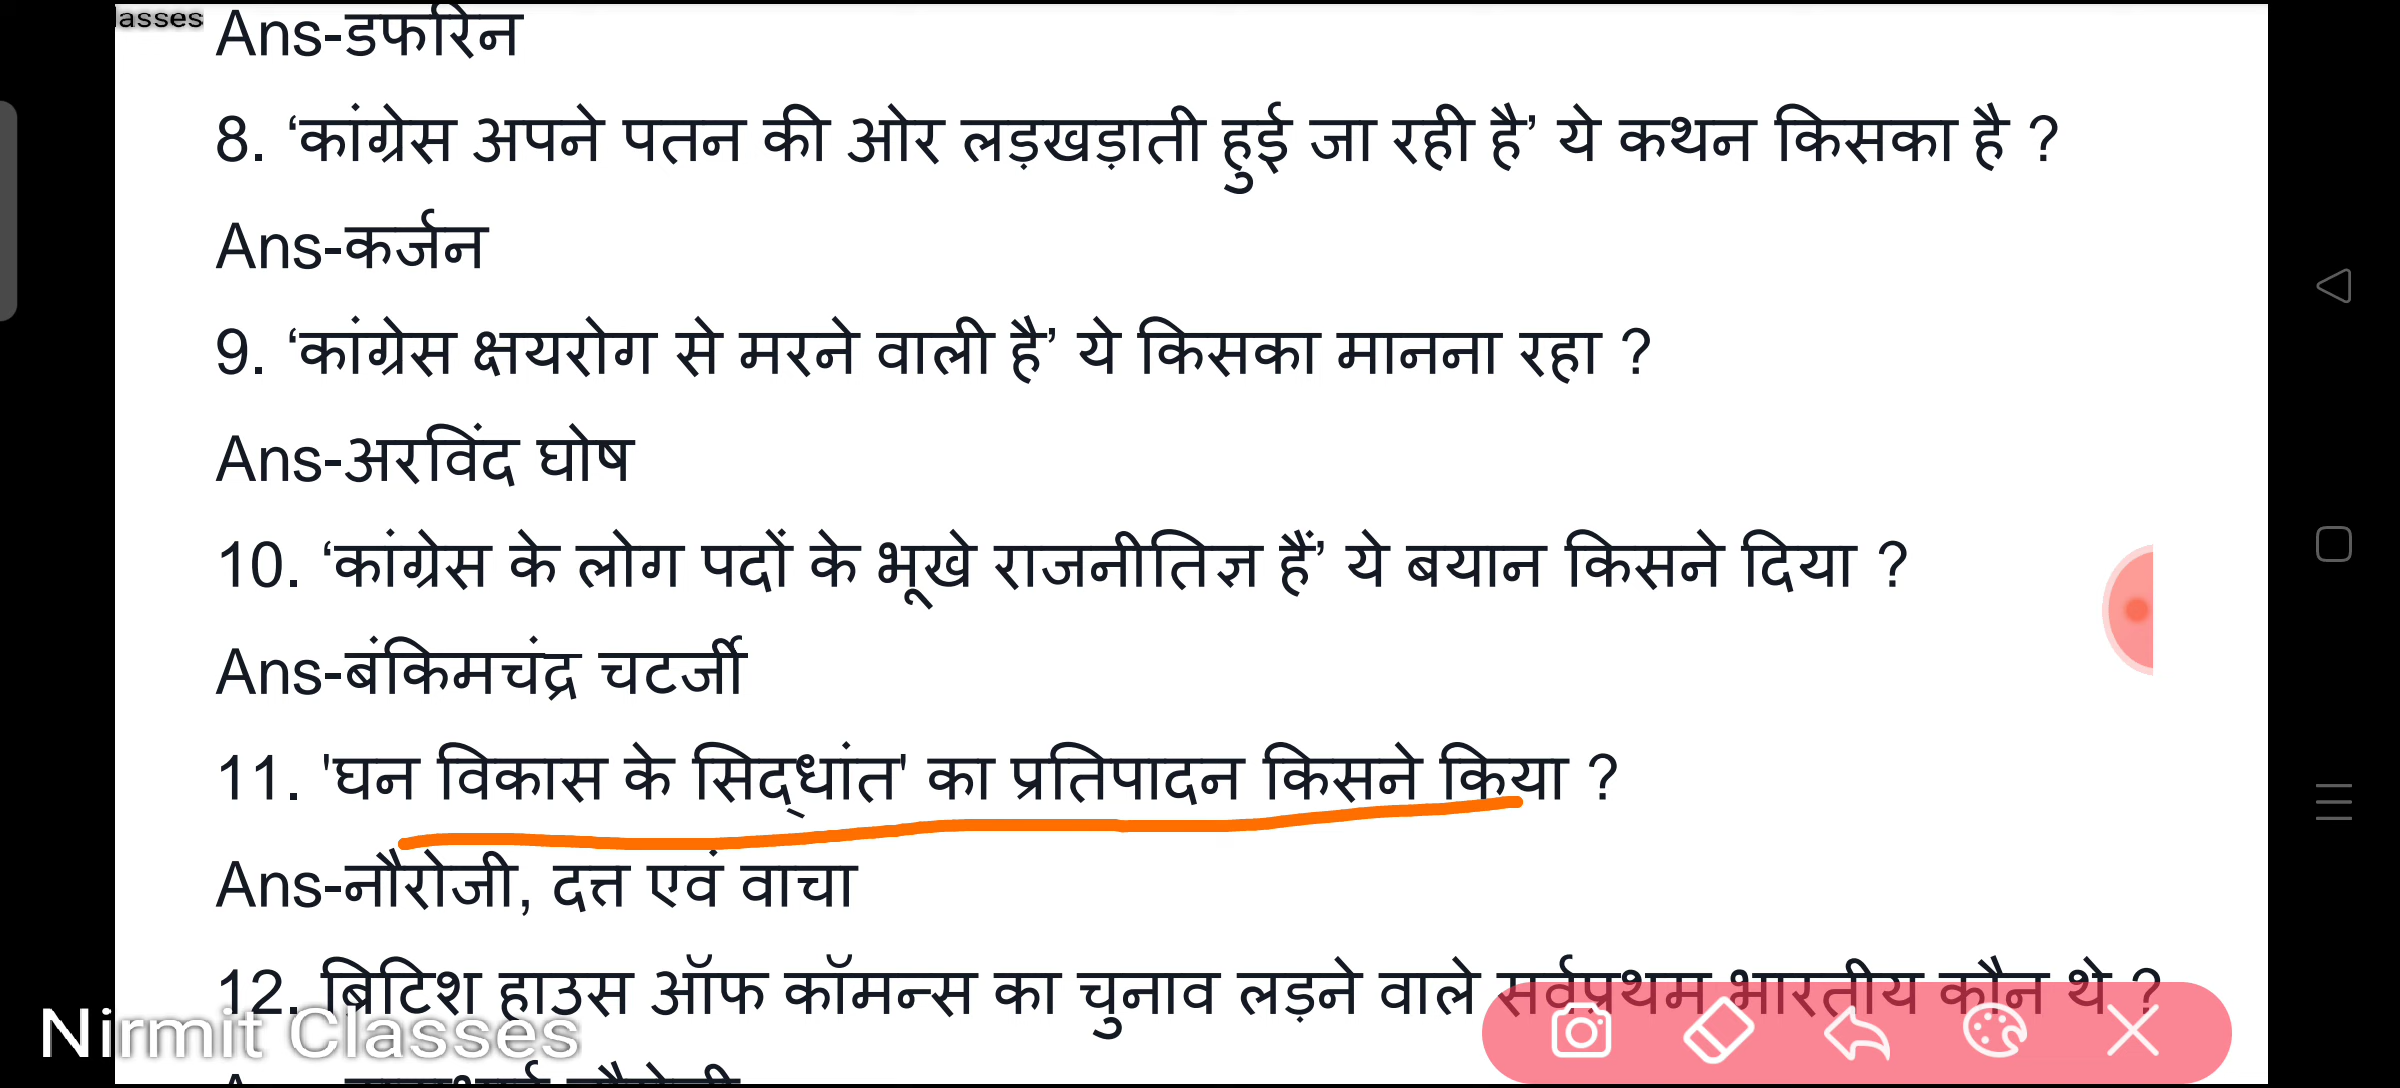 lasses
Ans-डफरिन
8. ‘कांग्रेस अपने पतन की ओर लड़खड़ाती हुई जा रही है’ ये कथन किसका है ?
Ans-कर्जन
9. ‘कांग्रेस क्षयरोग से मरने वाली है’ ये किसका मानना रहा ?
Ans-अरविंद घोष
10. ‘कांग्रेस के लोग पदों के भूखे राजनीतिज्ञ हैं’ ये बयान किसने दिया ?
Ans-बंकिमचंद्र चटर्जी
11. 'घन विकास के सिद्धांत' का प्रतिपादन किसने किया ?
Ans-नौरोजी, दत्त एवं वाचा
12. ब्रिटिश हाउस ऑफ कॉमन्स का चुनाव लड़ने वाले सर्वप्रथम भारतीय कौन थे ?
Nirmit Classes